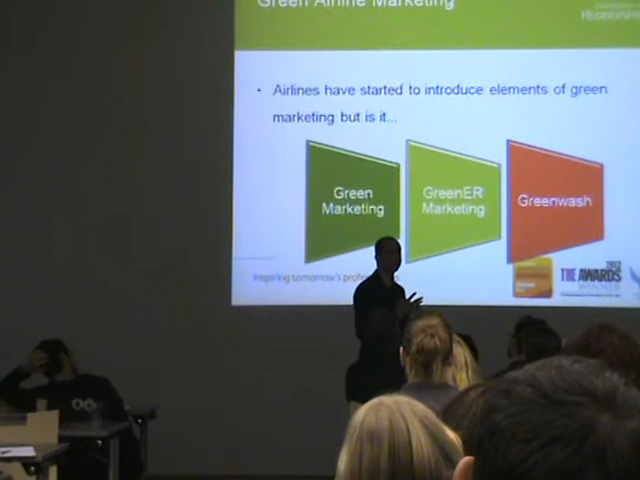 Green Airline Marketing
• Airlines have started to introduce elements of green
marketing but is it...
Green
Marketing
GreenER
Marketing
Greenwash
Inspiring tomorrow's
THE AWARDS
WINNER